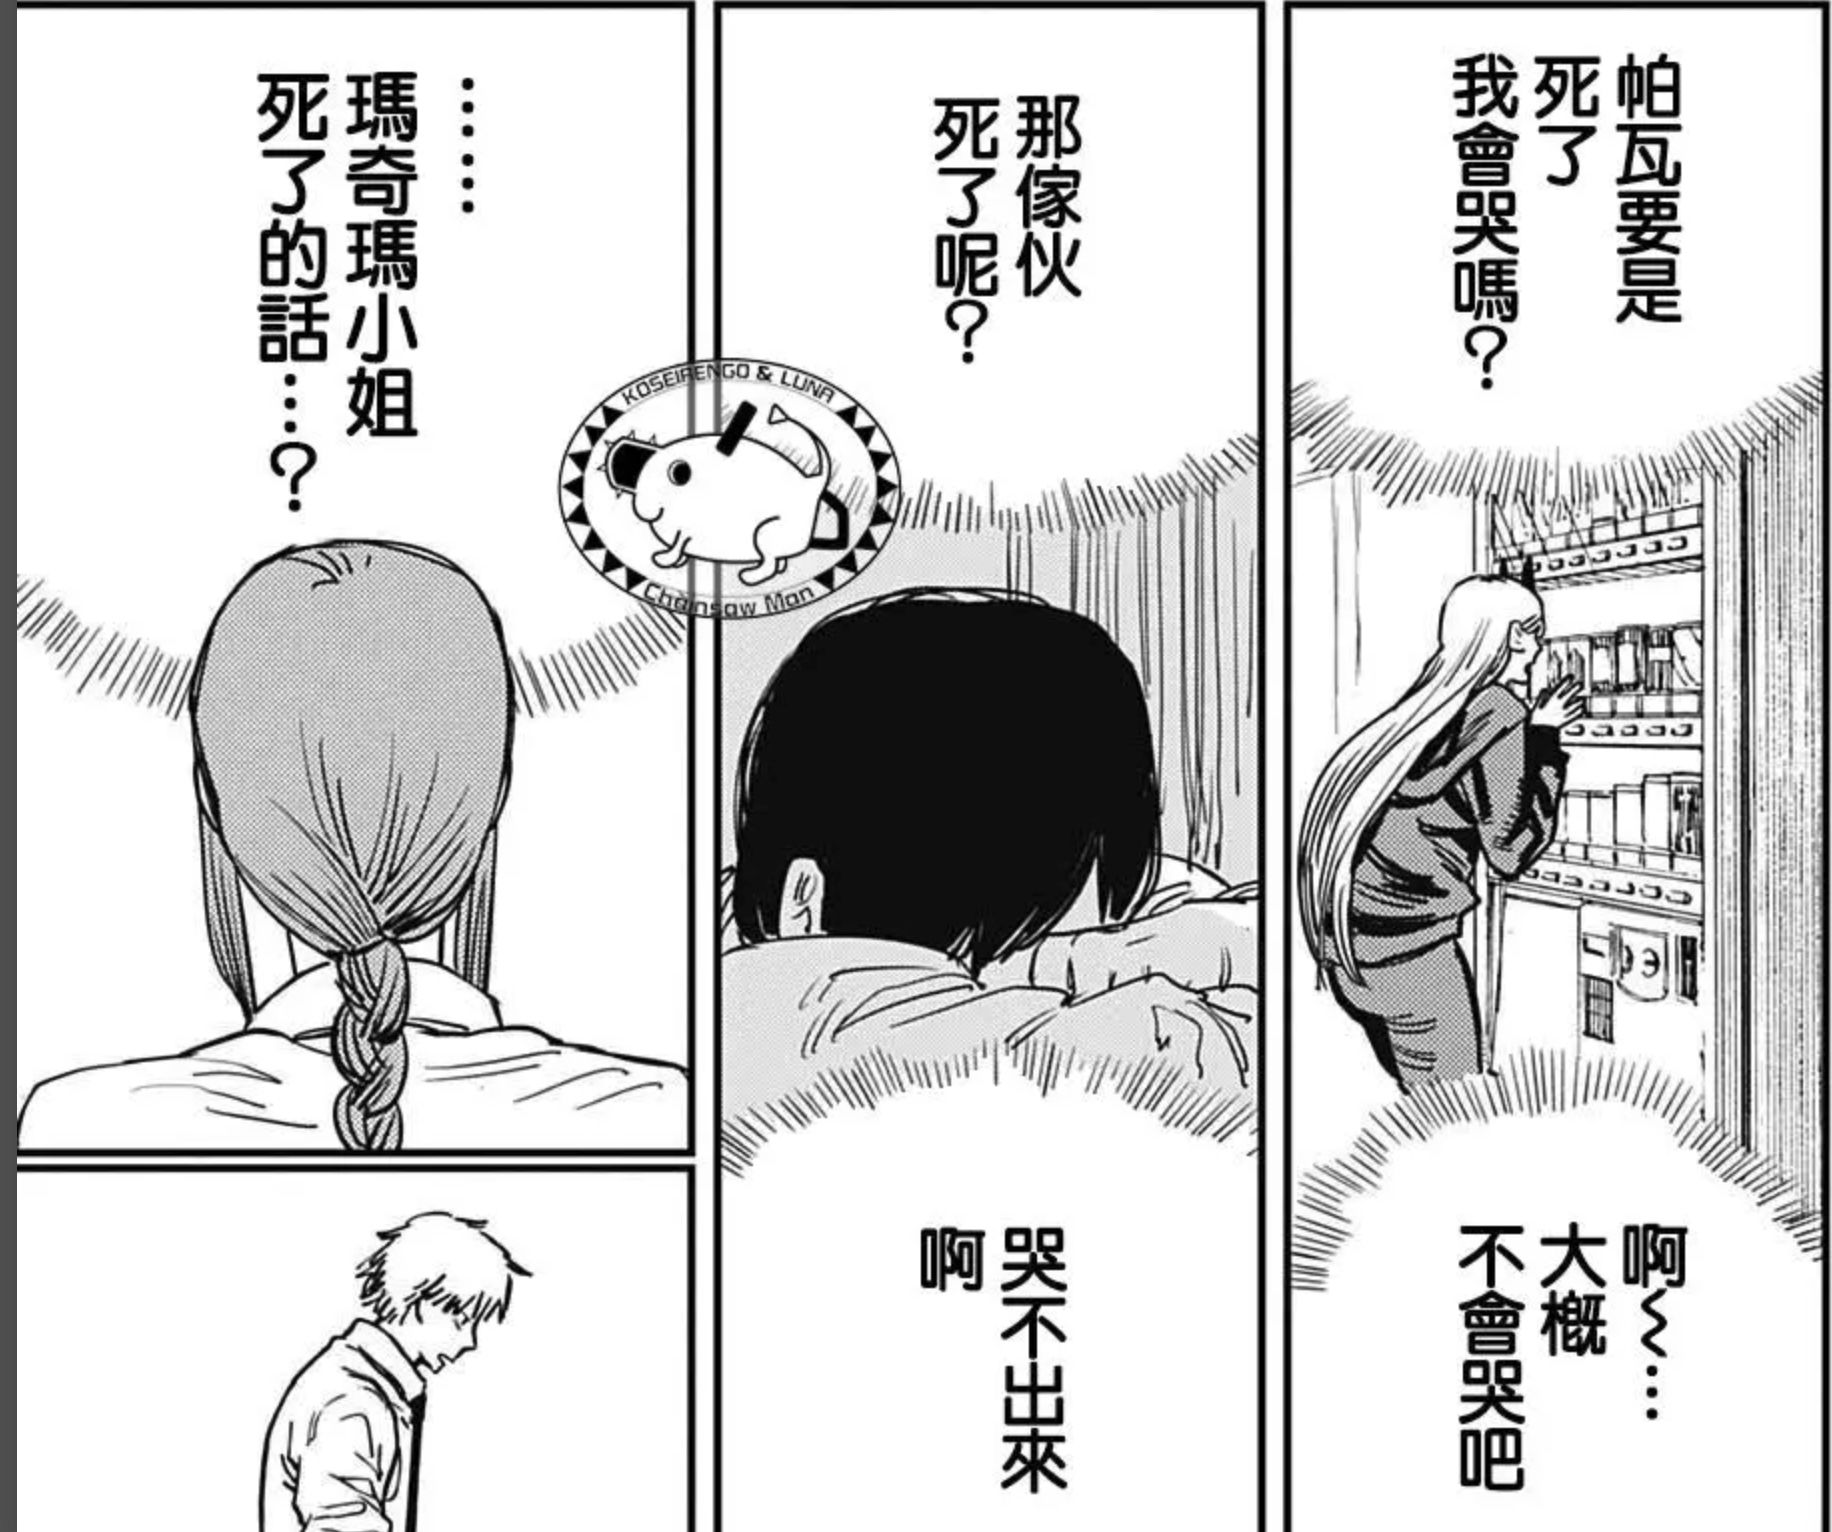 帕瓦要是
死了
我會哭嗎？
啊～…
大概
不會哭吧
那傢伙
死了呢？
哭不出來
啊
……
瑪奇瑪小姐
死了的話…？
KOSEIRENGO & LUNA
Chainsaw Man